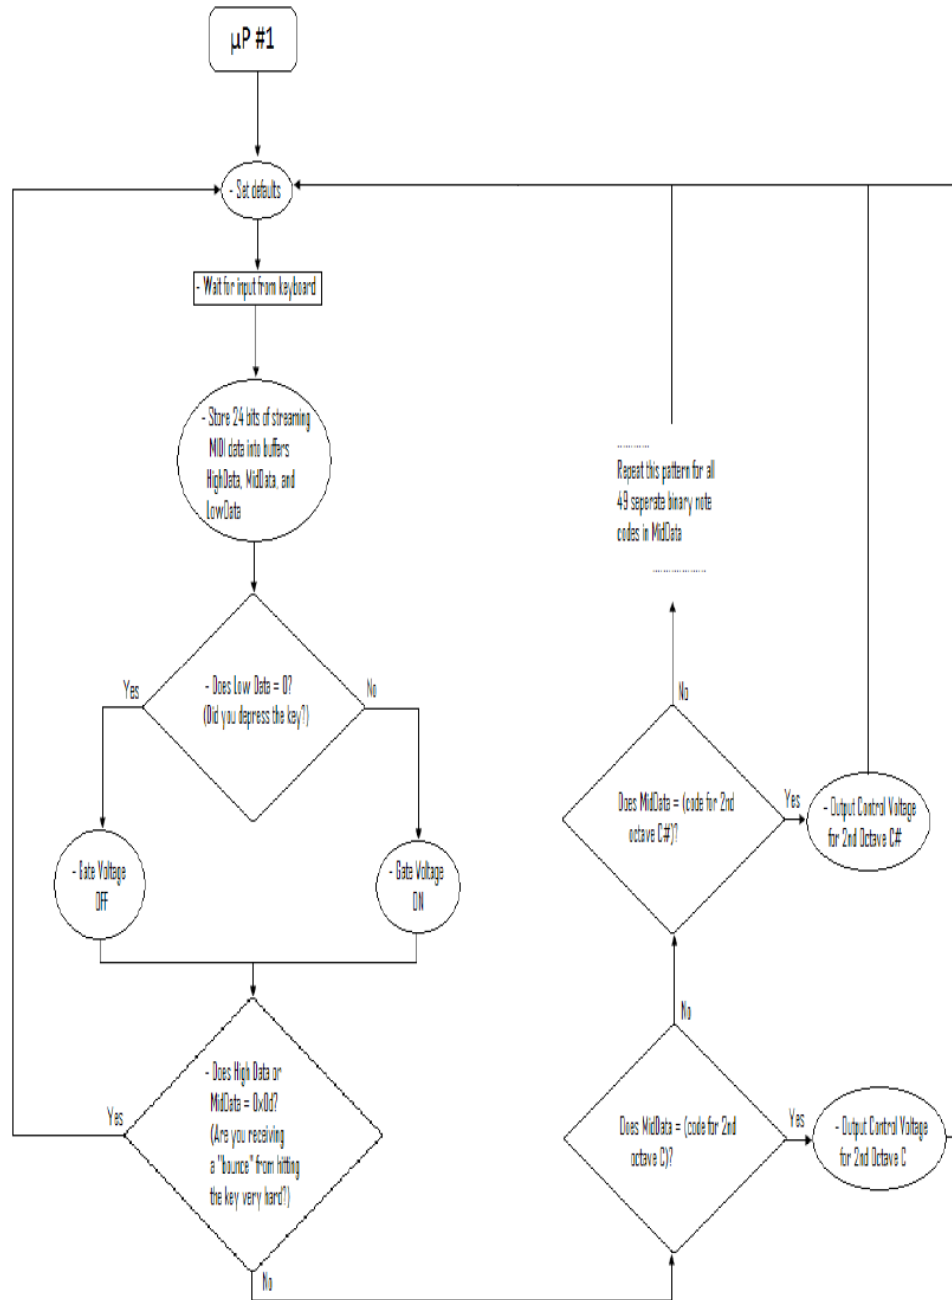 µP #1
- Set defaults
- Wait for input from keyboard
- Store 24 bits of streaming
MIDI data into buffers
HighData, MidData, and
LowData
- Does Low Data = 0?
(Did you depress the key?)
Yes
No
- Gate Voltage
OFF
- Gate Voltage
ON
- Does High Data or
MidData = 0x0d?
(Are you receiving
a "bounce" from hitting
the key very hard?)
Yes
No
Does MidData = (code for 2nd
octave C)?
Yes
- Output Control Voltage
for 2nd Octave C
No
Does MidData = (code for 2nd
octave C#)?
Yes
- Output Control Voltage
for 2nd Octave C#
No
............
Repeat this pattern for all
49 seperate binary note
codes in MidData
..................